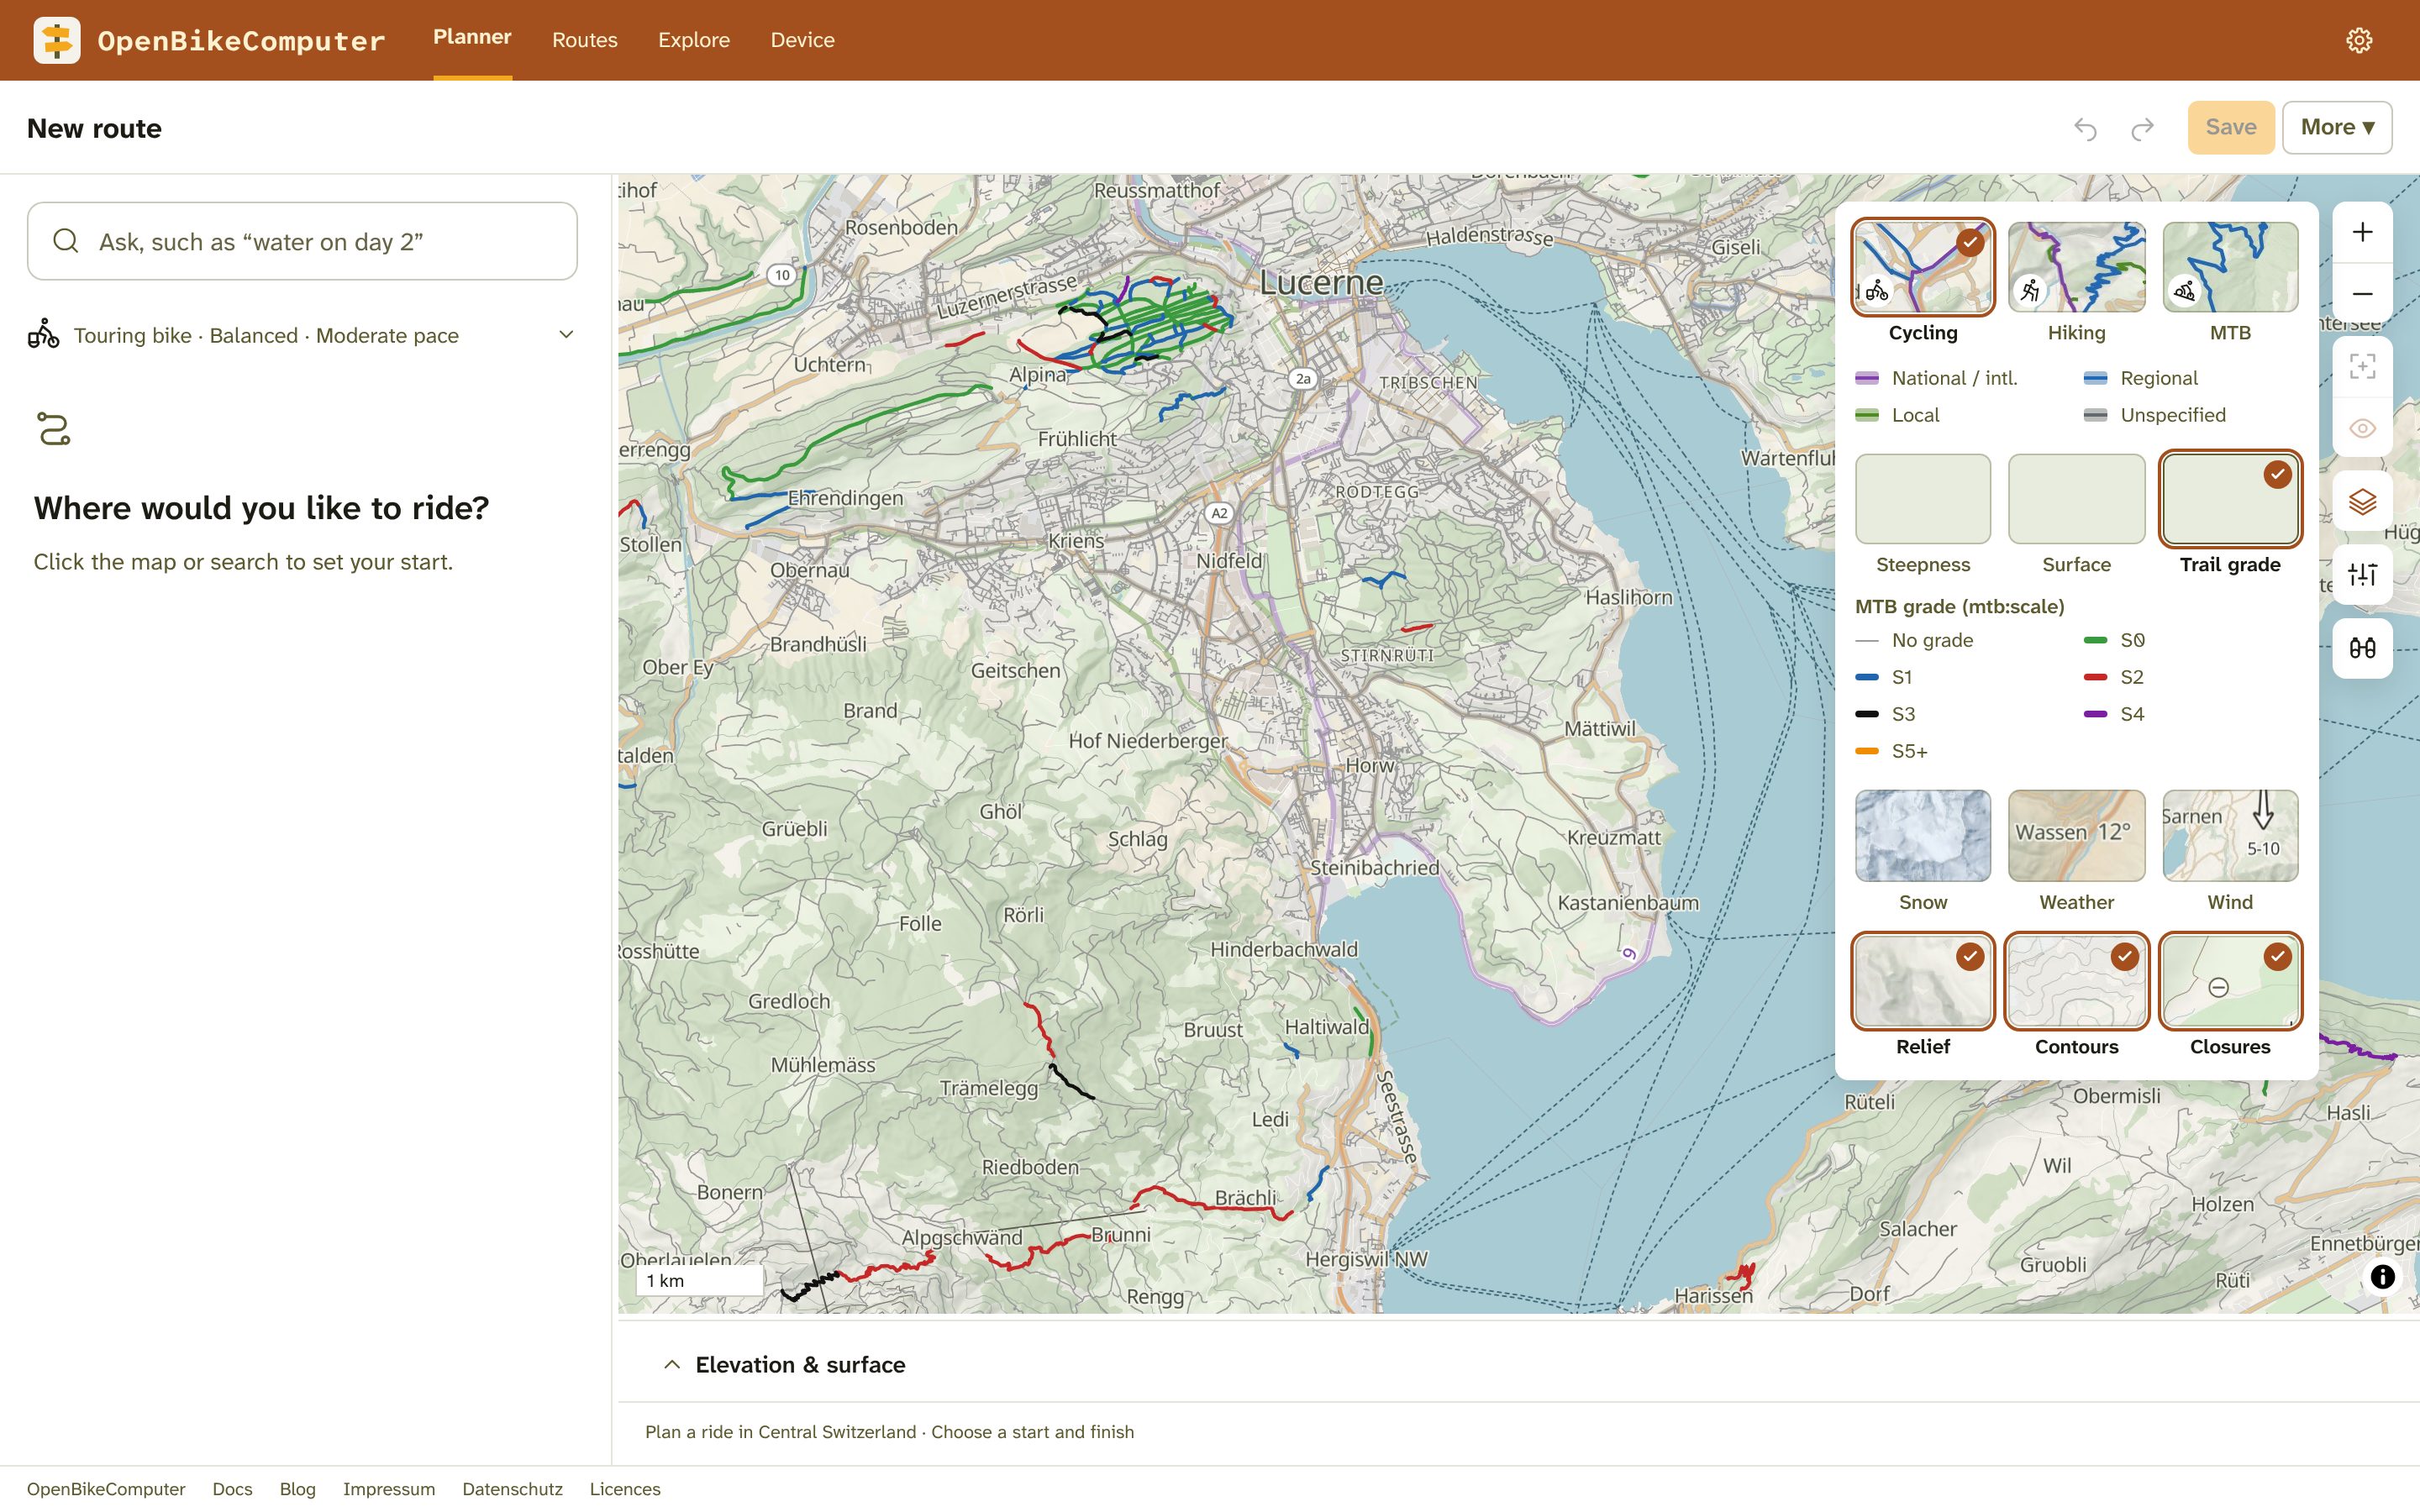 OpenBikeComputer
Planner
Routes
Explore
Device
New route
Save
More ▾
Ask, such as “water on day 2”
Touring bike · Balanced · Moderate pace
Where would you like to ride?
Click the map or search to set your start.
Reussmatthof
Rosenboden
Haldenstrasse
Giseli
10
Lucerne
Luzernerstrasse
Uchtern
Alpina
2a
TRIBSCHEN
Frühlicht
Ehrendingen
RODTEGG
A2
Stollen
Kriens
Nidfeld
Obernau
Haslihorn
Brandhüsli
STIRNRÜTI
Ober Ey
Geitschen
Brand
Mättiwil
Hof Niederberger
Horw
Ghöl
Grüebli
Schlag
Kreuzmatt
Steinibachried
Kastanienbaum
Rörli
Folle
Hinderbachwald
9
Gredloch
Bruust
Haltiwald
Mühlemäss
Trämelegg
Seestrasse
Ledi
Riedboden
Bonern
Brächli
Alpgschwänd
Brunni
Oberlauelen
Hergiswil NW
Rengg
1 km
Rüteli
Obermisli
Hasli
Wil
Holzen
Salacher
Gruobli
Rüti
Harissen
Dorf
Cycling
Hiking
MTB
National / intl.
Regional
Local
Unspecified
Steepness
Surface
Trail grade
MTB grade (mtb:scale)
No grade
S0
S1
S2
S3
S4
S5+
Wassen 12°
Sarnen
5-10
Snow
Weather
Wind
Relief
Contours
Closures
Elevation & surface
Plan a ride in Central Switzerland · Choose a start and finish
OpenBikeComputer
Docs
Blog
Impressum
Datenschutz
Licences